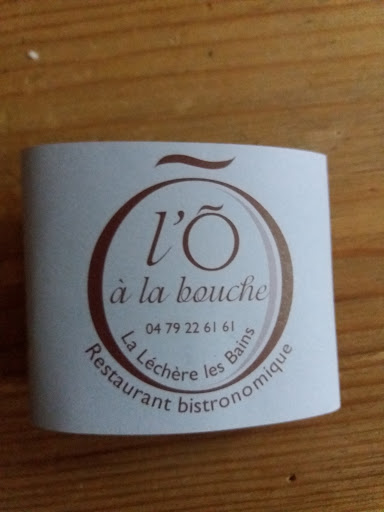 l'Õ
à la bouche
04 79 22 61 61
La Léchère les Bains
Restaurant bistronomique